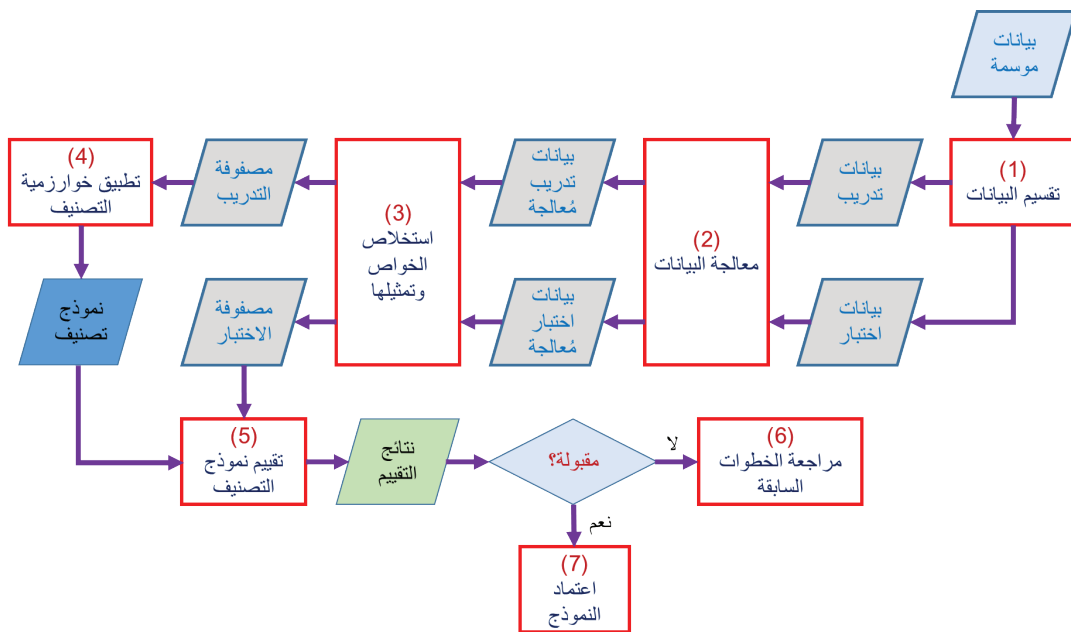 بيانات
موسمة
(1)
تقسيم البيانات
بيانات
تدريب
بيانات
اختبار
(2)
معالجة البيانات
بيانات
تدريب
مُعالجة
بيانات
اختبار
مُعالجة
(3)
استخلاص
الخواص
وتمثيلها
مصفوفة
التدريب
مصفوفة
الاختبار
(4)
تطبيق خوارزمية
التصنيف
نموذج
تصنيف
(5)
تقييم نموذج
التصنيف
نتائج
التقييم
مقبولة؟
لا
(6)
مراجعة الخطوات
السابقة
نعم
(7)
اعتماد
النموذج